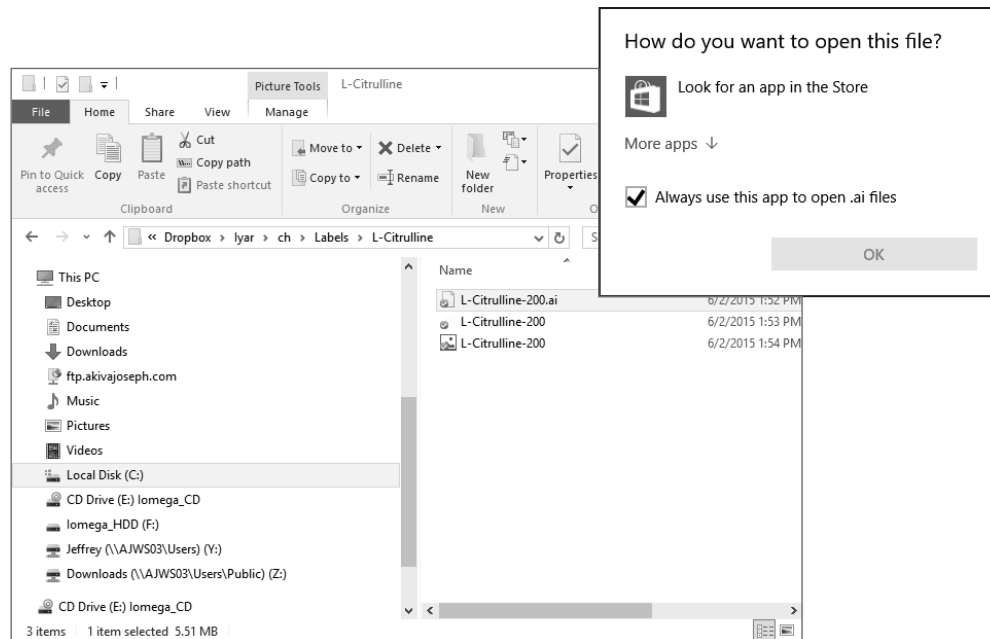 How do you want to open this file?
Look for an app in the Store
More apps ↓
Always use this app to open .ai files
OK
Picture Tools L-Citrulline
File Home Share View Manage
Pin to Quick access
Copy
Paste
Cut
Copy path
Paste shortcut
Clipboard
Move to
Copy to
Delete
Rename
Organize
New folder
New
Properties
O
« Dropbox > lyar > ch > Labels > L-Citrulline
S
This PC
Desktop
Documents
Downloads
ftp.akivajoseph.com
Music
Pictures
Videos
Local Disk (C:)
CD Drive (E:) Iomega_CD
Iomega_HDD (F:)
Jeffrey (\\AJWS03\Users) (Y:)
Downloads (\\AJWS03\Users\Public) (Z:)
CD Drive (E:) Iomega_CD
Name
L-Citrulline-200.ai 6/2/2015 1:52 PM
L-Citrulline-200 6/2/2015 1:53 PM
L-Citrulline-200 6/2/2015 1:54 PM
3 items 1 item selected 5.51 MB